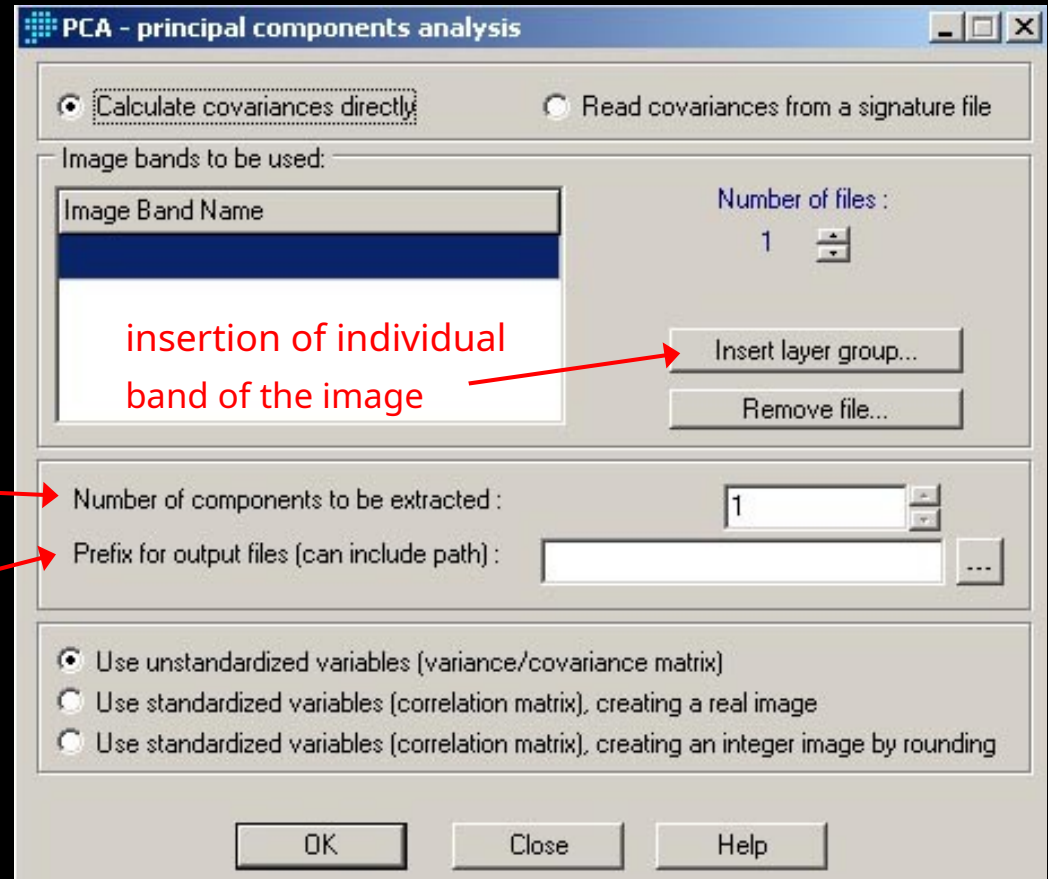 PCA - principal components analysis
Calculate covariances directly
Read covariances from a signature file
Image bands to be used:
Image Band Name
Number of files :
1
insertion of individual
band of the image
Insert layer group...
Remove file...
Number of components to be extracted :
1
Prefix for output files (can include path) :
...
Use unstandardized variables (variance/covariance matrix)
Use standardized variables (correlation matrix), creating a real image
Use standardized variables (correlation matrix), creating an integer image by rounding
OK
Close
Help